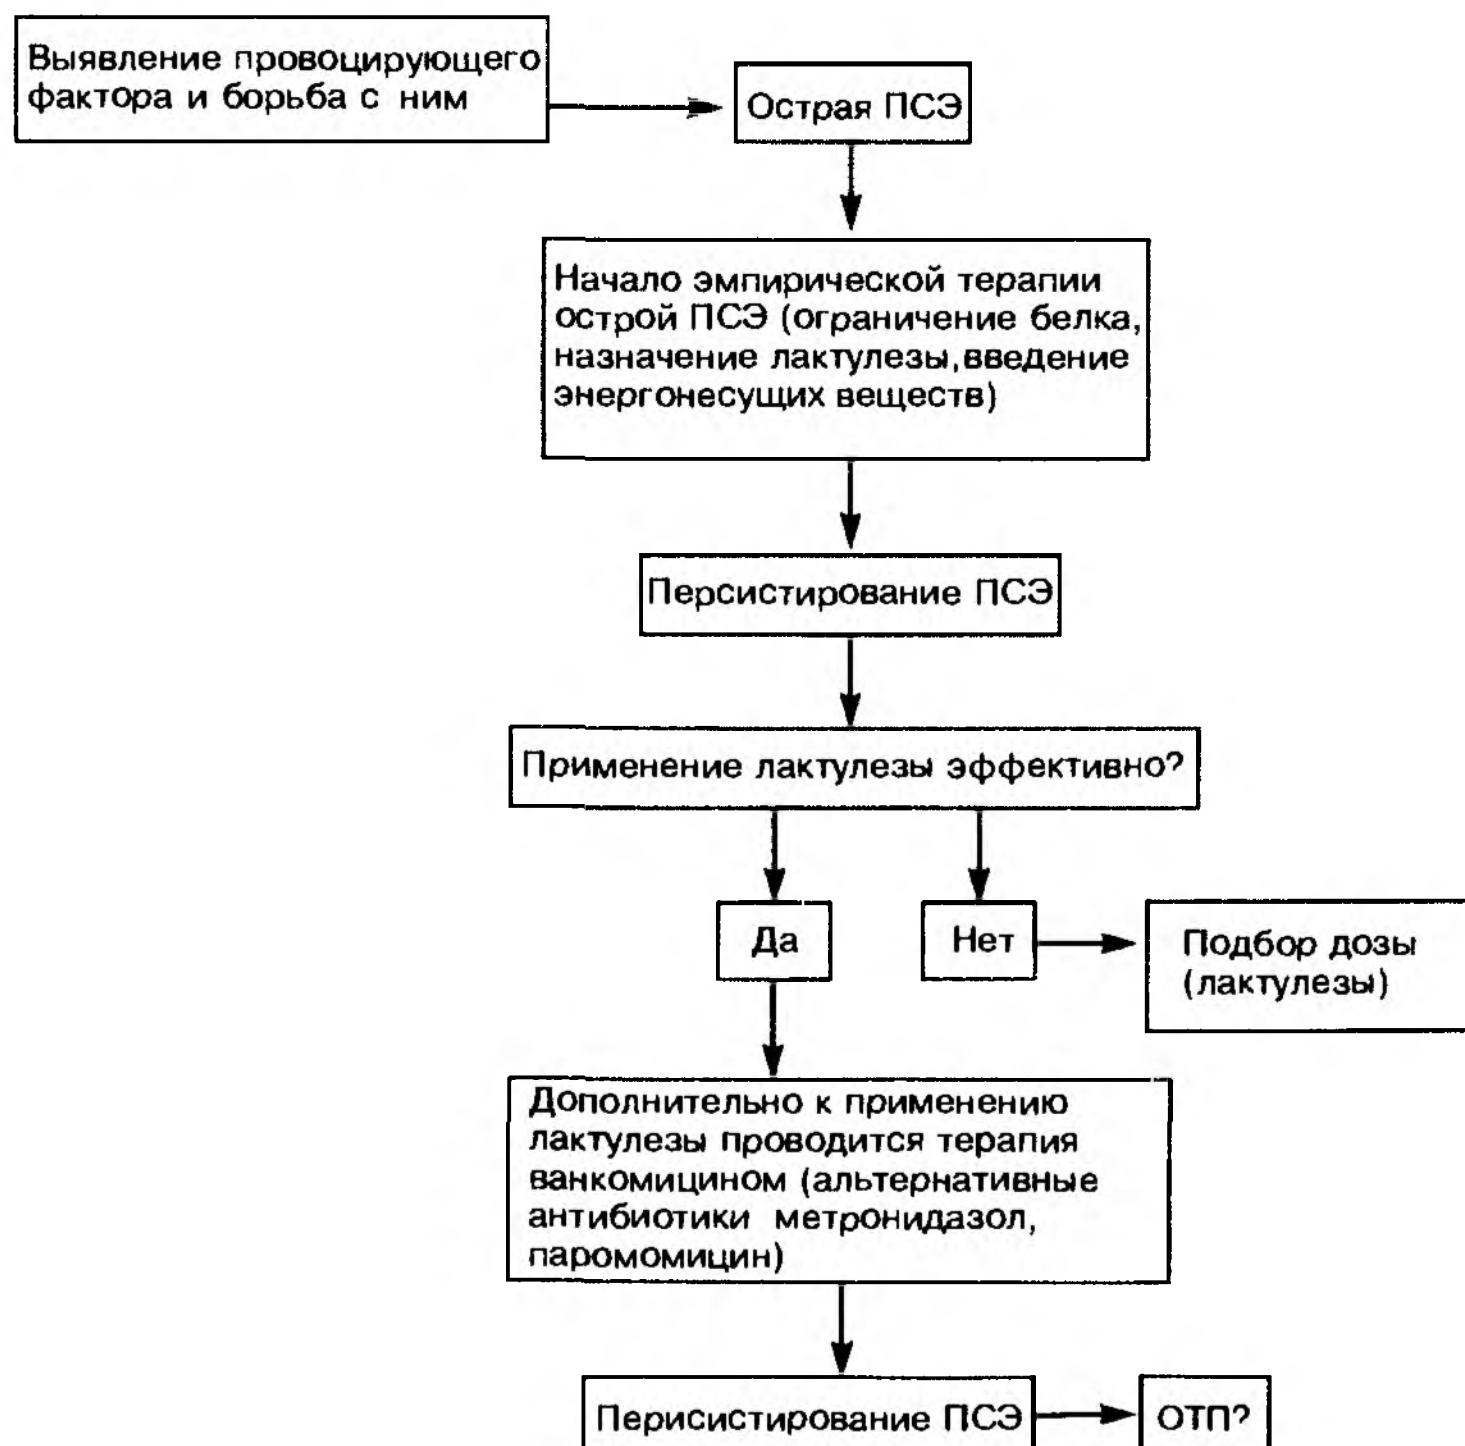 Выявление провоцирующего
фактора и борьба с ним
Острая ПСЭ
Начало эмпирической терапии
острой ПСЭ (ограничение белка,
назначение лактулезы,введение
энергонесущих веществ)
Персистирование ПСЭ
Применение лактулезы эффективно?
Да
Нет
Подбор дозы
(лактулезы)
Дополнительно к применению
лактулезы проводится терапия
ванкомицином (альтернативные
антибиотики метронидазол,
паромомицин)
Перисистирование ПСЭ
ОТП?